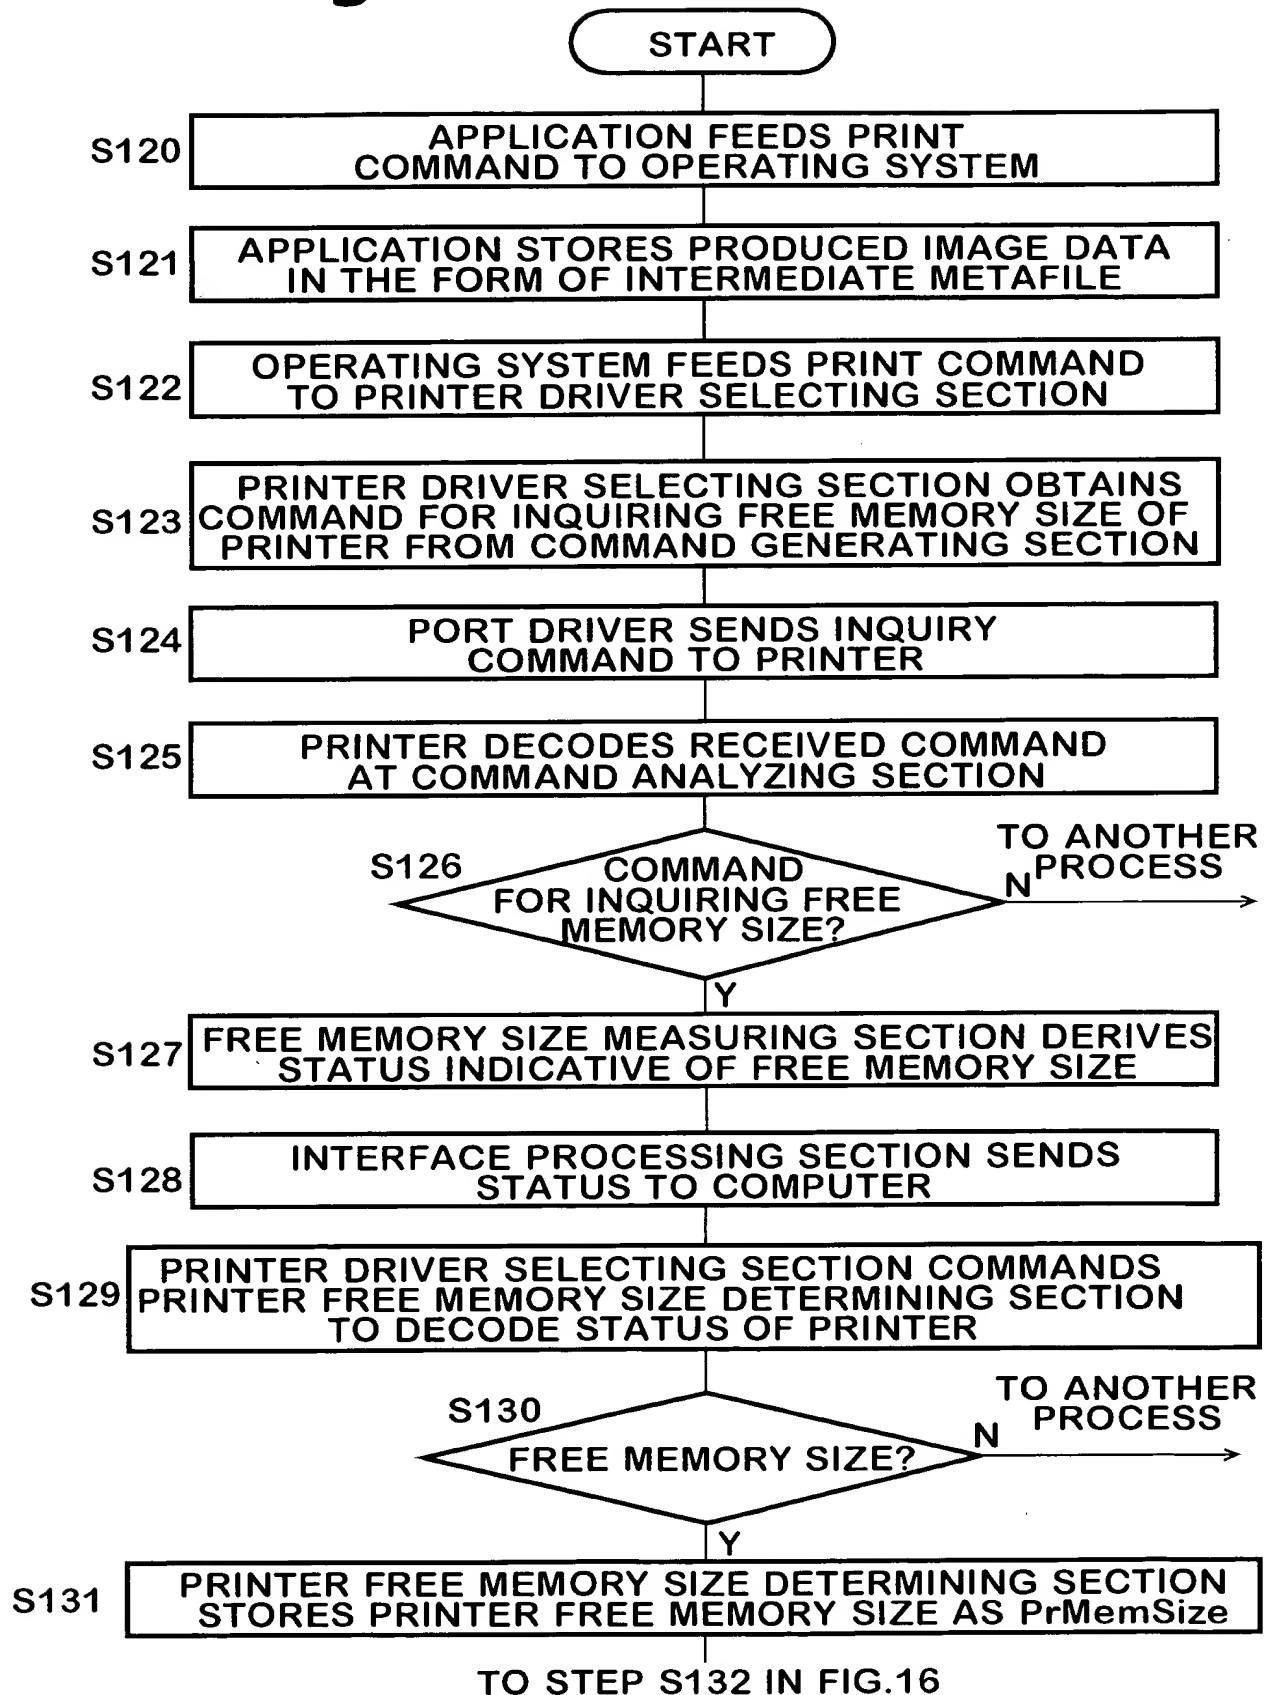 START
S120
APPLICATION FEEDS PRINT
COMMAND TO OPERATING SYSTEM
S121
APPLICATION STORES PRODUCED IMAGE DATA
IN THE FORM OF INTERMEDIATE METAFILE
S122
OPERATING SYSTEM FEEDS PRINT COMMAND
TO PRINTER DRIVER SELECTING SECTION
S123
PRINTER DRIVER SELECTING SECTION OBTAINS
COMMAND FOR INQUIRING FREE MEMORY SIZE OF
PRINTER FROM COMMAND GENERATING SECTION
S124
PORT DRIVER SENDS INQUIRY
COMMAND TO PRINTER
S125
PRINTER DECODES RECEIVED COMMAND
AT COMMAND ANALYZING SECTION
S126
COMMAND
FOR INQUIRING FREE
MEMORY SIZE?
N
TO ANOTHER
PROCESS
Y
S127
FREE MEMORY SIZE MEASURING SECTION DERIVES
STATUS INDICATIVE OF FREE MEMORY SIZE
S128
INTERFACE PROCESSING SECTION SENDS
STATUS TO COMPUTER
S129
PRINTER DRIVER SELECTING SECTION COMMANDS
PRINTER FREE MEMORY SIZE DETERMINING SECTION
TO DECODE STATUS OF PRINTER
S130
FREE MEMORY SIZE?
N
TO ANOTHER
PROCESS
Y
S131
PRINTER FREE MEMORY SIZE DETERMINING SECTION
STORES PRINTER FREE MEMORY SIZE AS PrMemSize
TO STEP S132 IN FIG.16